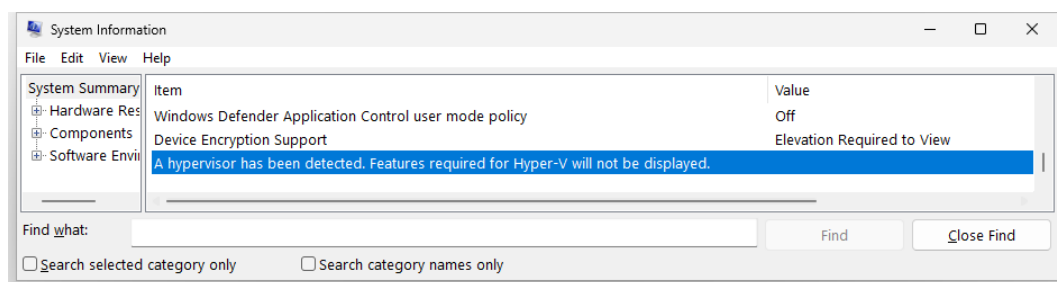 System Information
File Edit View Help
System Summary
Hardware Res
Components
Software Envi
Item Value
Windows Defender Application Control user mode policy Off
Device Encryption Support Elevation Required to View
A hypervisor has been detected. Features required for Hyper-V will not be displayed.
Find what: Find Close Find
Search selected category only Search category names only